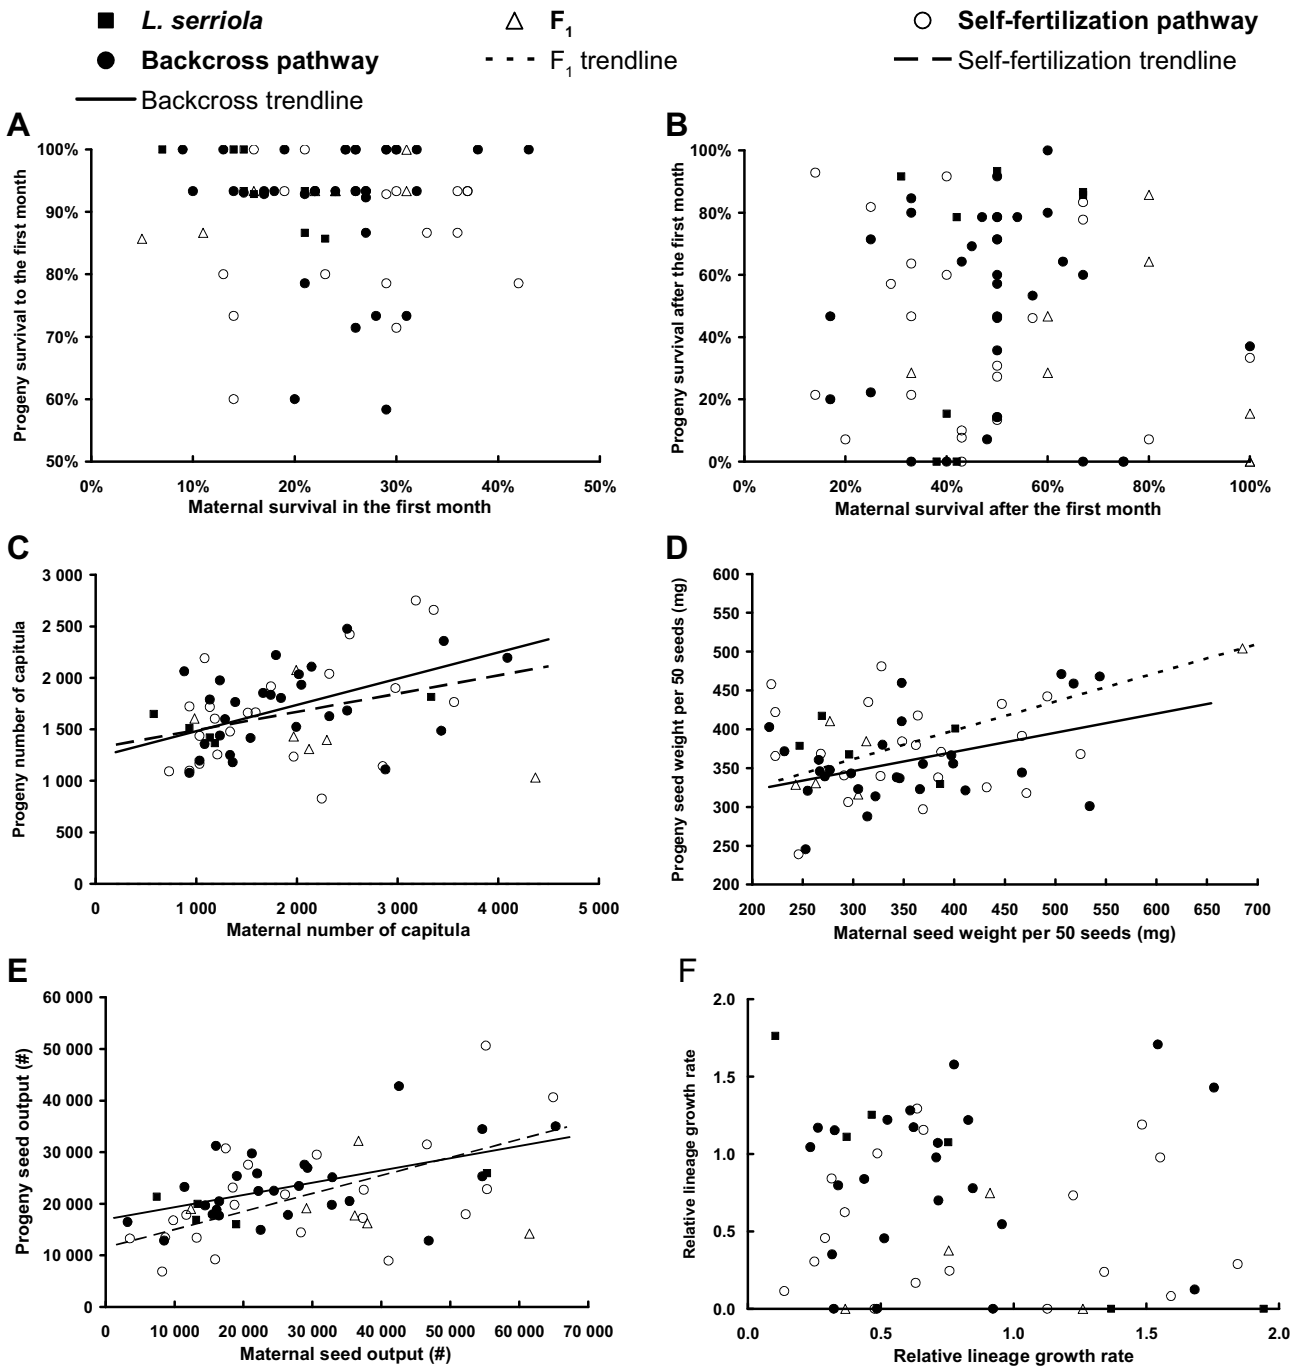 L. serriola F1 Self-fertilization pathway
Backcross pathway F1 trendline Self-fertilization trendline
Backcross trendline
A
100%
90%
80%
70%
60%
50%
0% 10% 20% 30% 40% 50%
Maternal survival in the first month
Progeny survival to the first month
B
100%
80%
60%
40%
20%
0%
0% 20% 40% 60% 80% 100%
Maternal survival after the first month
Progeny survival after the first month
C
3 000
2 500
2 000
1 500
1 000
500
0
0 1 000 2 000 3 000 4 000 5 000
Maternal number of capitula
Progeny number of capitula
D
600
550
500
450
400
350
300
250
200
200 250 300 350 400 450 500 550 600 650 700
Maternal seed weight per 50 seeds (mg)
Progeny seed weight per 50 seeds (mg)
E
60 000
50 000
40 000
30 000
20 000
10 000
0
0 10 000 20 000 30 000 40 000 50 000 60 000 70 000
Maternal seed output (#)
Progeny seed output (#)
F
2.0
1.5
1.0
0.5
0.0
0.0 0.5 1.0 1.5 2.0
Relative lineage growth rate
Relative lineage growth rate